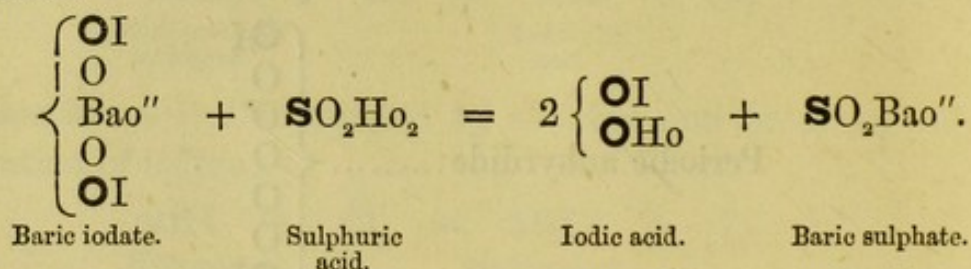 OI
O
Bao″ + SO₂Ho₂ = 2 { OI OHo + SO₂Bao″.
O
OI
Baric iodate. Sulphuric acid. Iodic acid. Baric sulphate.